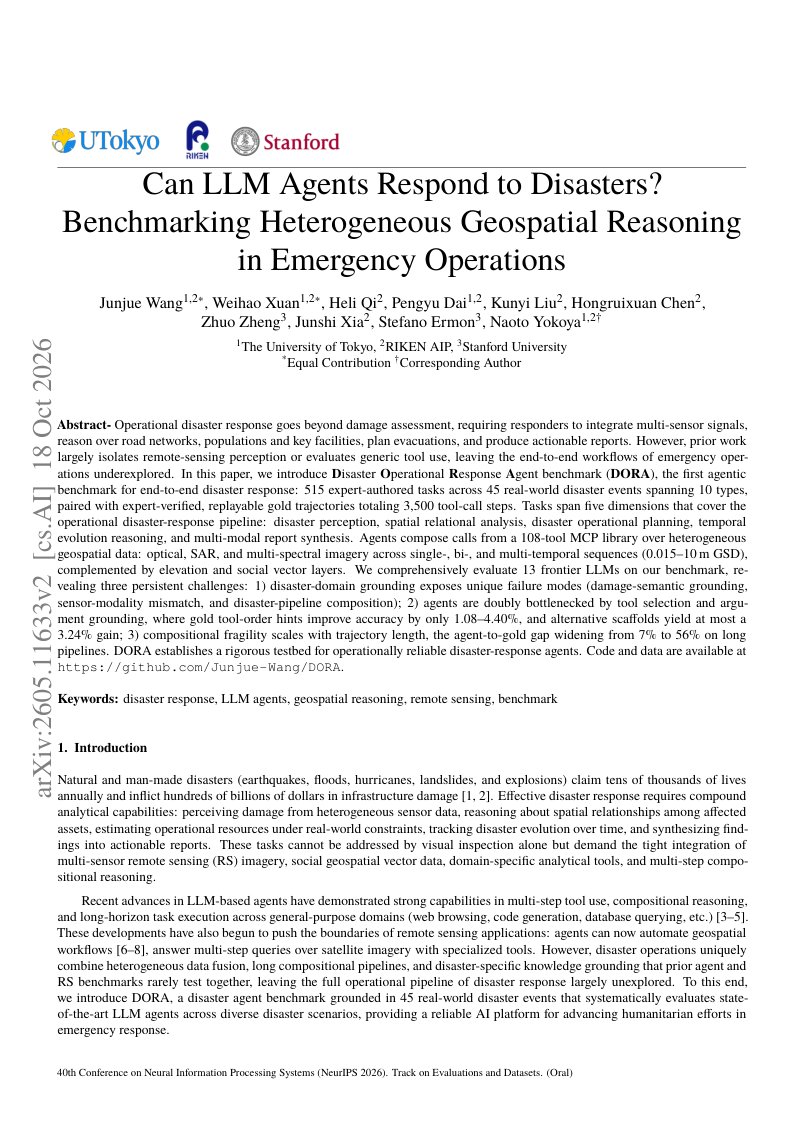 UTokyo
RIKEN
Stanford
Can LLM Agents Respond to Disasters?
Benchmarking Heterogeneous Geospatial Reasoning
in Emergency Operations
Junjue Wang1,2*, Weihao Xuan1,2*, Heli Qi2, Pengyu Dai1,2, Kunyi Liu2, Hongruixuan Chen2,
Zhuo Zheng3, Junshi Xia2, Stefano Ermon3, Naoto Yokoya1,2†
1The University of Tokyo, 2RIKEN AIP, 3Stanford University
*Equal Contribution †Corresponding Author
Abstract- Operational disaster response goes beyond damage assessment, requiring responders to integrate multi-sensor signals,
reason over road networks, populations and key facilities, plan evacuations, and produce actionable reports. However, prior work
largely isolates remote-sensing perception or evaluates generic tool use, leaving the end-to-end workflows of emergency oper-
ations underexplored. In this paper, we introduce Disaster Operational Response Agent benchmark (DORA), the first agentic
benchmark for end-to-end disaster response: 515 expert-authored tasks across 45 real-world disaster events spanning 10 types,
paired with expert-verified, replayable gold trajectories totaling 3,500 tool-call steps. Tasks span five dimensions that cover the
operational disaster-response pipeline: disaster perception, spatial relational analysis, disaster operational planning, temporal
evolution reasoning, and multi-modal report synthesis. Agents compose calls from a 108-tool MCP library over heterogeneous
geospatial data: optical, SAR, and multi-spectral imagery across single-, bi-, and multi-temporal sequences (0.015–10 m GSD),
complemented by elevation and social vector layers. We comprehensively evaluate 13 frontier LLMs on our benchmark, re-
vealing three persistent challenges: 1) disaster-domain grounding exposes unique failure modes (damage-semantic grounding,
sensor-modality mismatch, and disaster-pipeline composition); 2) agents are doubly bottlenecked by tool selection and argu-
ment grounding, where gold tool-order hints improve accuracy by only 1.08–4.40%, and alternative scaffolds yield at most a
3.24% gain; 3) compositional fragility scales with trajectory length, the agent-to-gold gap widening from 7% to 56% on long
pipelines. DORA establishes a rigorous testbed for operationally reliable disaster-response agents. Code and data are available at
https://github.com/Junjue-Wang/DORA.
Keywords: disaster response, LLM agents, geospatial reasoning, remote sensing, benchmark
1. Introduction
Natural and man-made disasters (earthquakes, floods, hurricanes, landslides, and explosions) claim tens of thousands of lives
annually and inflict hundreds of billions of dollars in infrastructure damage [1, 2]. Effective disaster response requires compound
analytical capabilities: perceiving damage from heterogeneous sensor data, reasoning about spatial relationships among affected
assets, estimating operational resources under real-world constraints, tracking disaster evolution over time, and synthesizing find-
ings into actionable reports. These tasks cannot be addressed by visual inspection alone but demand the tight integration of
multi-sensor remote sensing (RS) imagery, social geospatial vector data, domain-specific analytical tools, and multi-step compo-
sitional reasoning.
Recent advances in LLM-based agents have demonstrated strong capabilities in multi-step tool use, compositional reasoning,
and long-horizon task execution across general-purpose domains (web browsing, code generation, database querying, etc.) [3–5].
These developments have also begun to push the boundaries of remote sensing applications: agents can now automate geospatial
workflows [6–8], answer multi-step queries over satellite imagery with specialized tools. However, disaster operations uniquely
combine heterogeneous data fusion, long compositional pipelines, and disaster-specific knowledge grounding that prior agent and
RS benchmarks rarely test together, leaving the full operational pipeline of disaster response largely unexplored. To this end,
we introduce DORA, a disaster agent benchmark grounded in 45 real-world disaster events that systematically evaluates state-
of-the-art LLM agents across diverse disaster scenarios, providing a reliable AI platform for advancing humanitarian efforts in
emergency response.
40th Conference on Neural Information Processing Systems (NeurIPS 2026). Track on Evaluations and Datasets. (Oral)
arXiv:2605.11633v2 [cs.AI] 18 Oct 2026